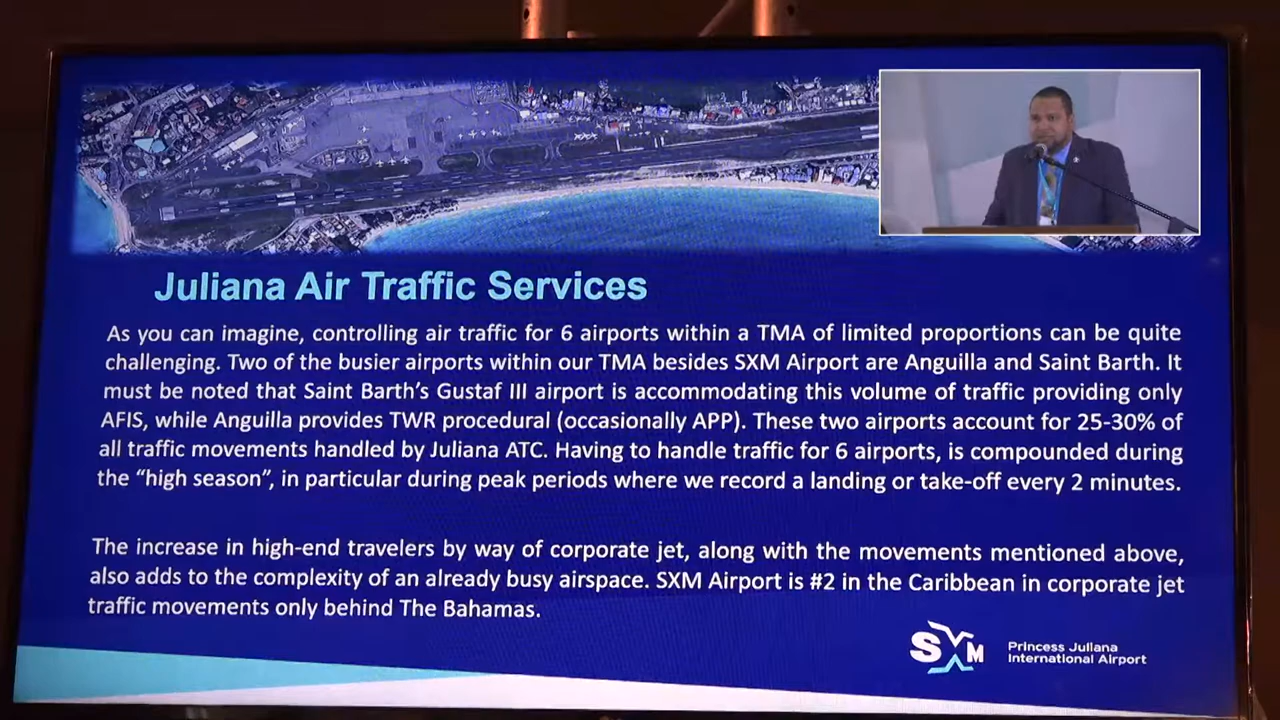 Juliana Air Traffic Services
As you can imagine, controlling air traffic for 6 airports within a TMA of limited proportions can be quite
challenging. Two of the busier airports within our TMA besides SXM Airport are Anguilla and Saint Barth. It
must be noted that Saint Barth's Gustaf III airport is accommodating this volume of traffic providing only
AFIS, while Anguilla provides TWR procedural (occasionally APP). These two airports account for 25-30% of
all traffic movements handled by Juliana ATC. Having to handle traffic for 6 airports, is compounded during
the "high season", in particular during peak periods where we record a landing or take-off every 2 minutes.
The increase in high-end travelers by way of corporate jet, along with the movements mentioned above,
also adds to the complexity of an already busy airspace. SXM Airport is #2 in the Caribbean in corporate jet
traffic movements only behind The Bahamas.
SXM
Princess Juliana
International Airport